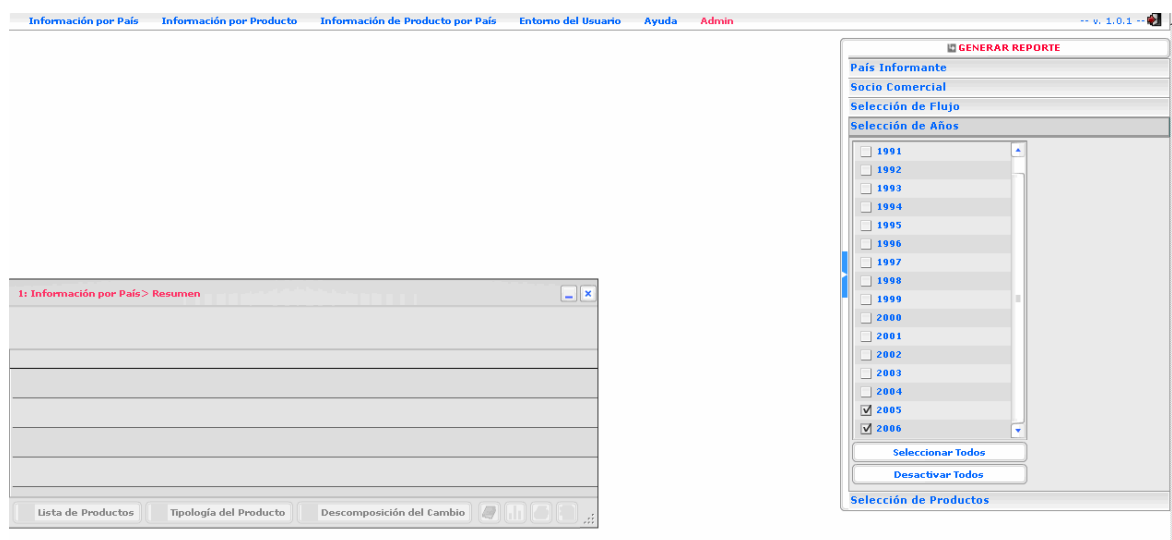 Información por País Información por Producto Información de Producto por País Entorno del Usuario Ayuda Admin -- v. 1.0.1 --
GENERAR REPORTE
País Informante
Socio Comercial
Selección de Flujo
Selección de Años
1991
1992
1993
1994
1995
1996
1997
1998
1999
2000
2001
2002
2003
2004
2005
2006
Seleccionar Todos
Desactivar Todos
Selección de Productos
1: Información por País> Resumen
Lista de Productos Tipología del Producto Descomposición del Cambio